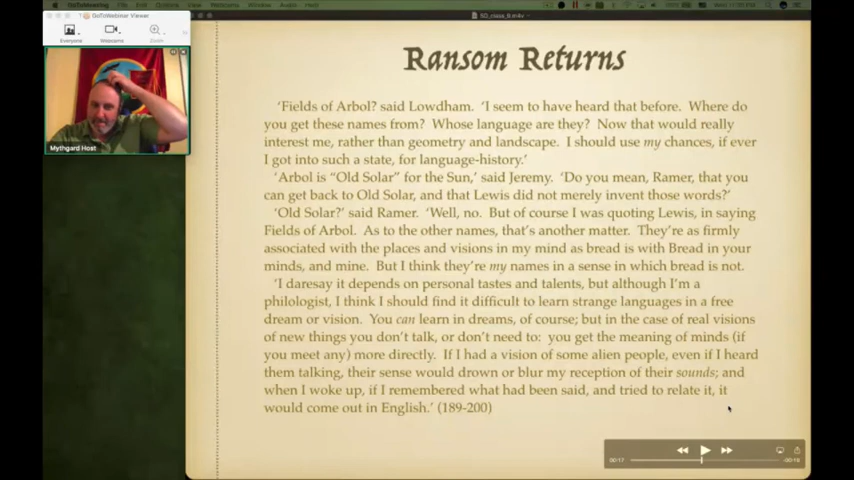 GoToWebinar Viewer
SD_class_9.m4v
Everyone
Webcams
Zoom
Mythgard Host
Ransom Returns
‘Fields of Arbol? said Lowdham. ‘I seem to have heard that before. Where do
you get these names from? Whose language are they? Now that would really
interest me, rather than geometry and landscape. I should use my chances, if ever
I got into such a state, for language-history.’
‘Arbol is “Old Solar” for the Sun,’ said Jeremy. ‘Do you mean, Ramer, that you
can get back to Old Solar, and that Lewis did not merely invent those words?’
‘Old Solar?’ said Ramer. ‘Well, no. But of course I was quoting Lewis, in saying
Fields of Arbol. As to the other names, that’s another matter. They’re as firmly
associated with the places and visions in my mind as bread is with Bread in your
minds, and mine. But I think they’re my names in a sense in which bread is not.
‘I daresay it depends on personal tastes and talents, but although I’m a
philologist, I think I should find it difficult to learn strange languages in a free
dream or vision. You can learn in dreams, of course; but in the case of real visions
of new things you don’t talk, or don’t need to: you get the meaning of minds (if
you meet any) more directly. If I had a vision of some alien people, even if I heard
them talking, their sense would drown or blur my reception of their sounds; and
when I woke up, if I remembered what had been said, and tried to relate it, it
would come out in English.’ (189-200)
00:17